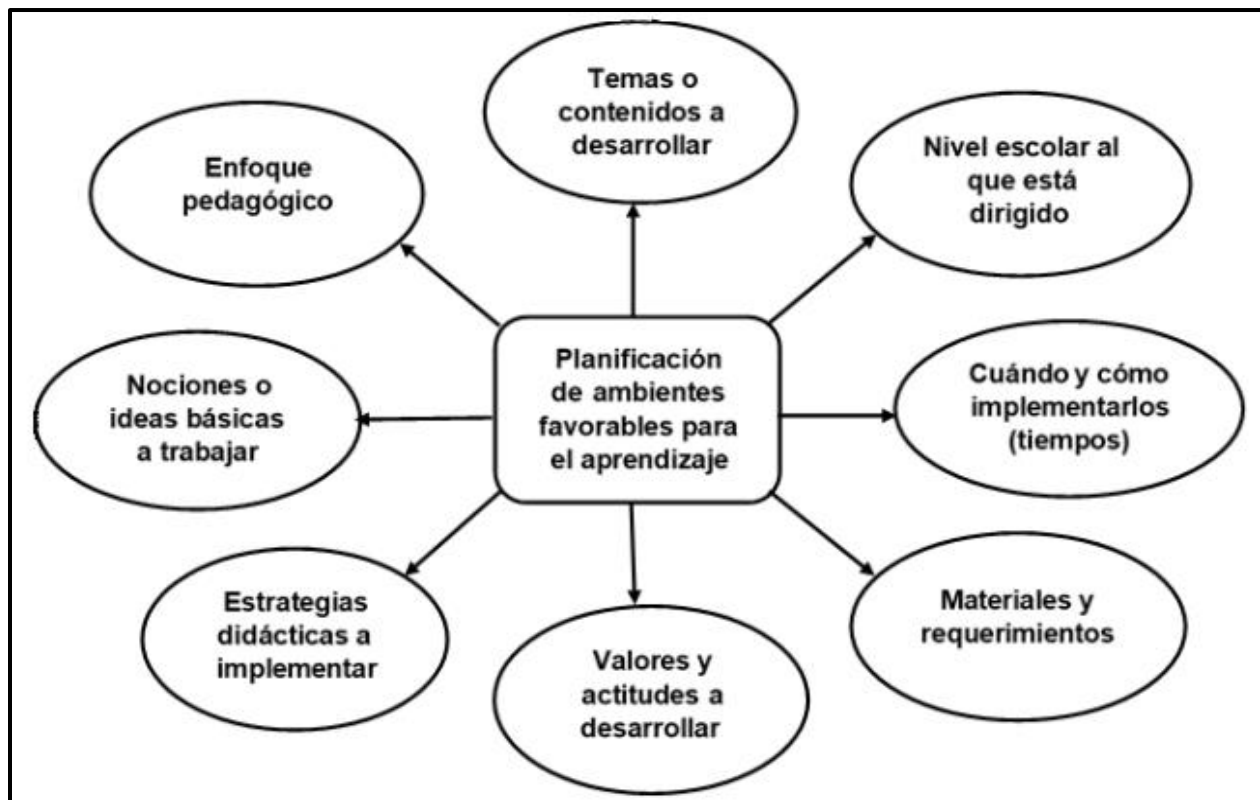 Temas o
contenidos a
desarrollar
Nivel escolar al
que está
dirigido
Enfoque
pedagógico
Planificación
de ambientes
favorables para
el aprendizaje
Cuándo y cómo
implementarlos
(tiempos)
Nociones o
ideas básicas
a trabajar
Materiales y
requerimientos
Estrategias
didácticas a
implementar
Valores y
actitudes a
desarrollar